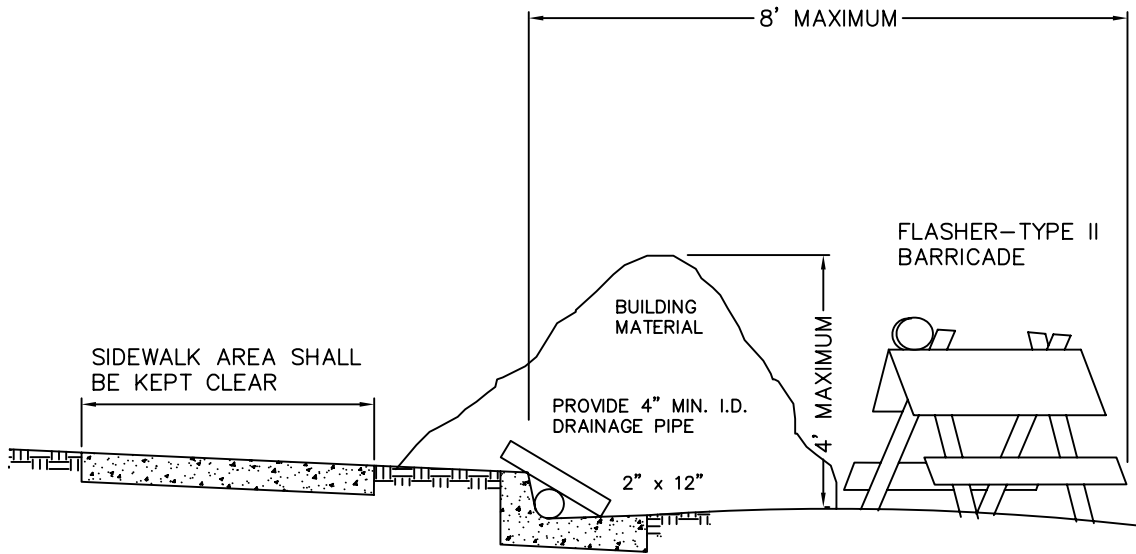 8' MAXIMUM
FLASHER-TYPE II
BARRICADE
BUILDING
MATERIAL
4' MAXIMUM
SIDEWALK AREA SHALL
BE KEPT CLEAR
PROVIDE 4" MIN. I.D.
DRAINAGE PIPE
2" x 12"